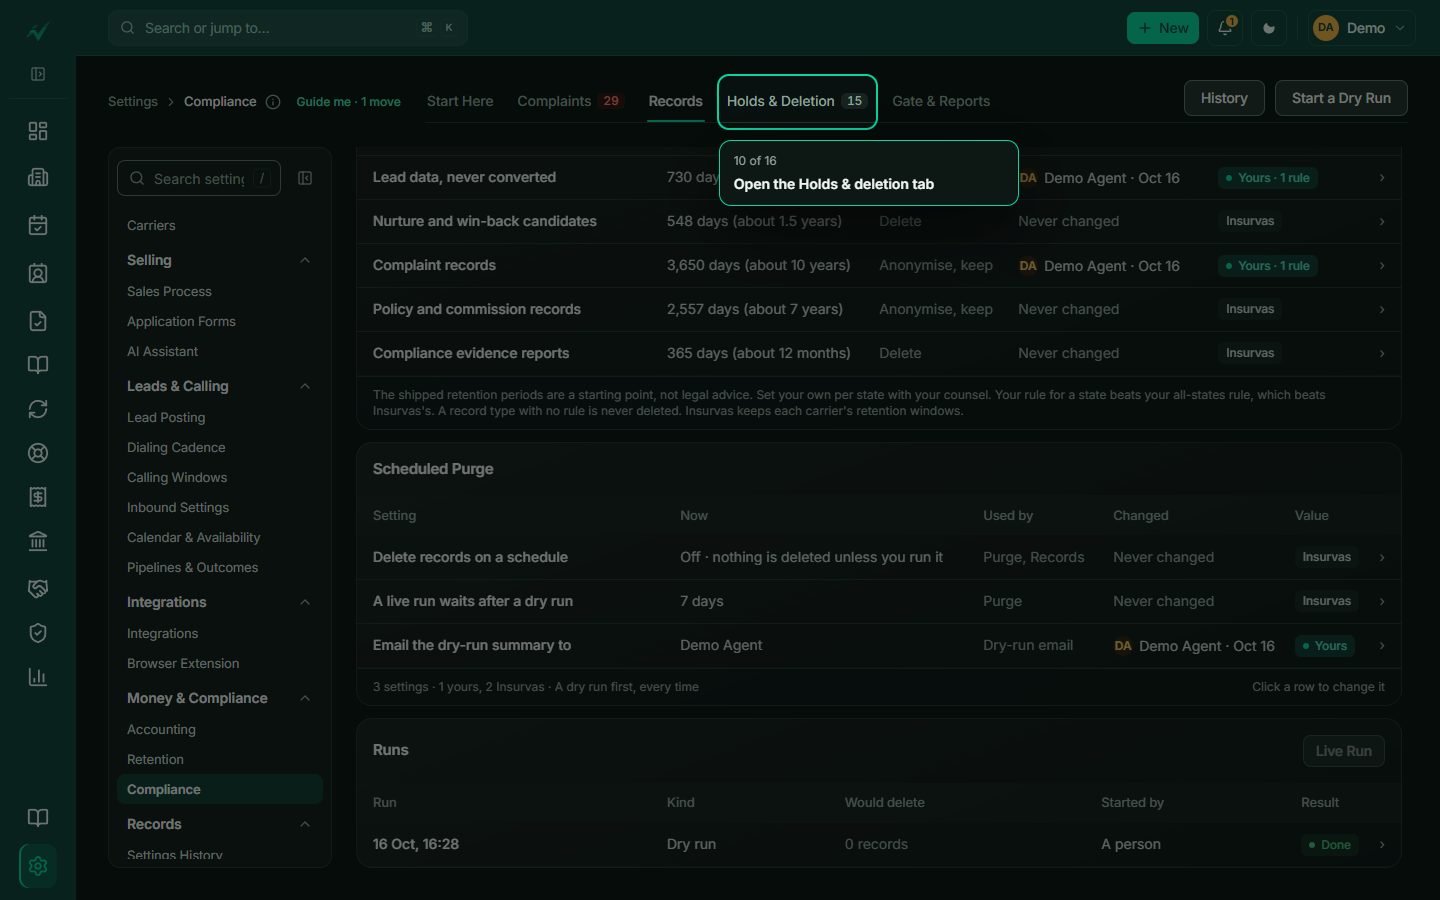 Search or jump to... ⌘ K
New
1
DA Demo
Settings > Compliance
Guide me · 1 move
Start Here
Complaints 29
Records
Holds & Deletion 15
Gate & Reports
History
Start a Dry Run
10 of 16
Open the Holds & deletion tab
Search setting /
Carriers
Selling
Sales Process
Application Forms
AI Assistant
Leads & Calling
Lead Posting
Dialing Cadence
Calling Windows
Inbound Settings
Calendar & Availability
Pipelines & Outcomes
Integrations
Integrations
Browser Extension
Money & Compliance
Accounting
Retention
Compliance
Records
Settings History
Lead data, never converted 730 day DA Demo Agent · Oct 16 Yours · 1 rule
Nurture and win-back candidates 548 days (about 1.5 years) Delete Never changed Insurvas
Complaint records 3,650 days (about 10 years) Anonymise, keep DA Demo Agent · Oct 16 Yours · 1 rule
Policy and commission records 2,557 days (about 7 years) Anonymise, keep Never changed Insurvas
Compliance evidence reports 365 days (about 12 months) Delete Never changed Insurvas
The shipped retention periods are a starting point, not legal advice. Set your own per state with your counsel. Your rule for a state beats your all-states rule, which beats
Insurvas's. A record type with no rule is never deleted. Insurvas keeps each carrier's retention windows.
Scheduled Purge
Setting Now Used by Changed Value
Delete records on a schedule Off · nothing is deleted unless you run it Purge, Records Never changed Insurvas
A live run waits after a dry run 7 days Purge Never changed Insurvas
Email the dry-run summary to Demo Agent Dry-run email DA Demo Agent · Oct 16 Yours
3 settings · 1 yours, 2 Insurvas · A dry run first, every time Click a row to change it
Runs
Live Run
Run Kind Would delete Started by Result
16 Oct, 16:28 Dry run 0 records A person Done